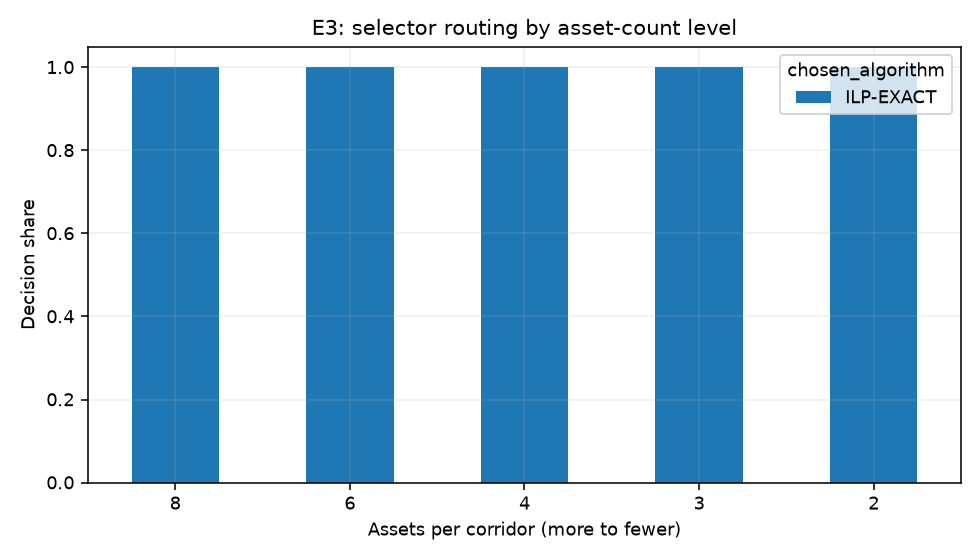 E3: selector routing by asset-count level
chosen_algorithm
ILP-EXACT
Decision share
1.0
0.8
0.6
0.4
0.2
0.0
8 6 4 3 2
Assets per corridor (more to fewer)